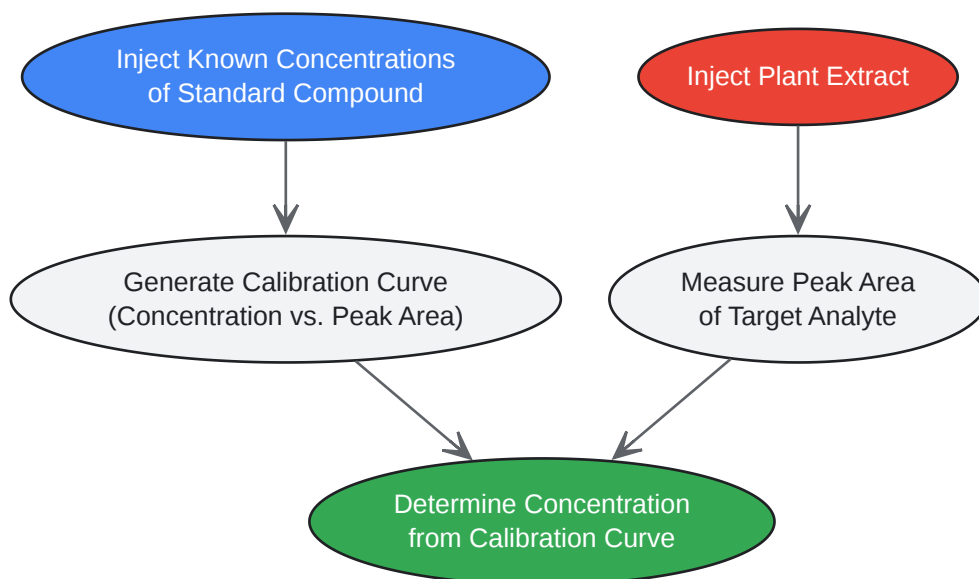 Inject Known Concentrations
of Standard Compound
Inject Plant Extract
Generate Calibration Curve
(Concentration vs. Peak Area)
Measure Peak Area
of Target Analyte
Determine Concentration
from Calibration Curve